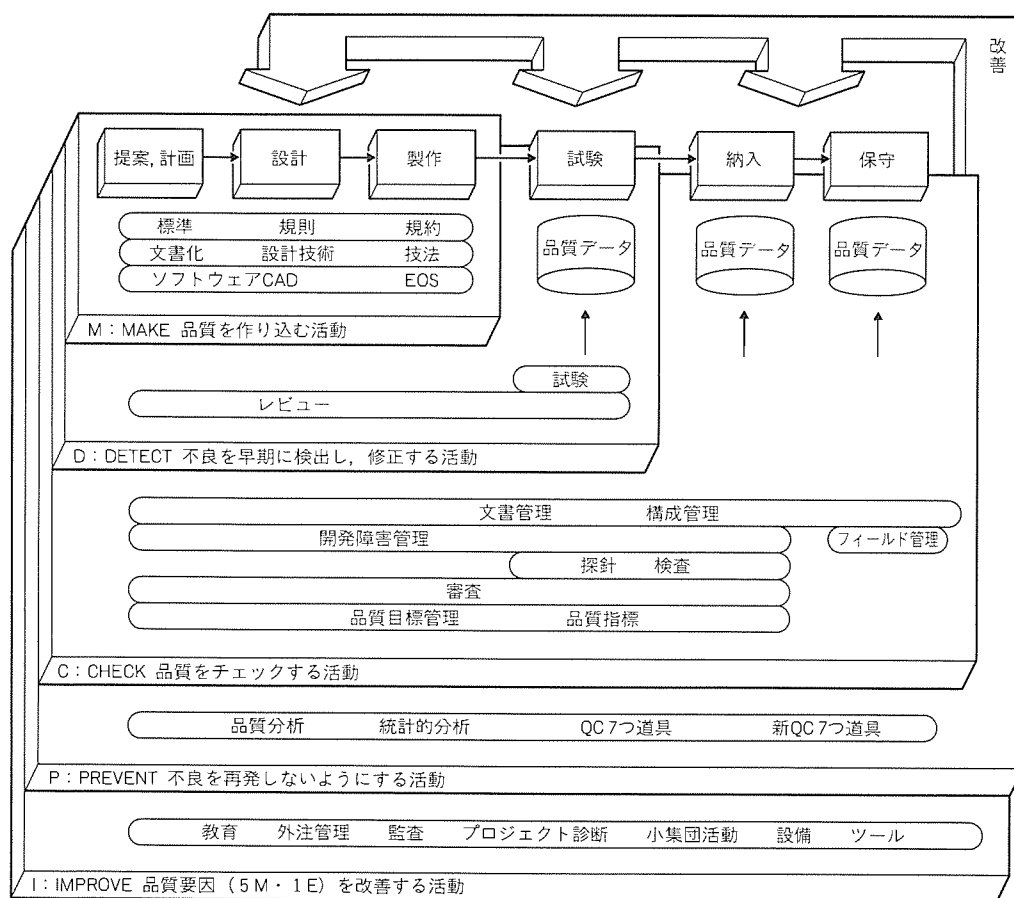 改善
提案，計画 設計 製作 試験 納入 保守
標準 規則 規約
文書化 設計技術 技法
ソフトウェアCAD EOS
品質データ 品質データ 品質データ
M：MAKE 品質を作り込む活動
試験
レビュー
D：DETECT 不良を早期に検出し，修正する活動
文書管理 構成管理
開発障害管理 フィールド管理
探針 検査
審査
品質目標管理 品質指標
C：CHECK 品質をチェックする活動
品質分析 統計的分析 QC7つ道具 新QC7つ道具
P：PREVENT 不良を再発しないようにする活動
教育 外注管理 監査 プロジェクト診断 小集団活動 設備 ツール
I：IMPROVE 品質要因（5M・1E）を改善する活動